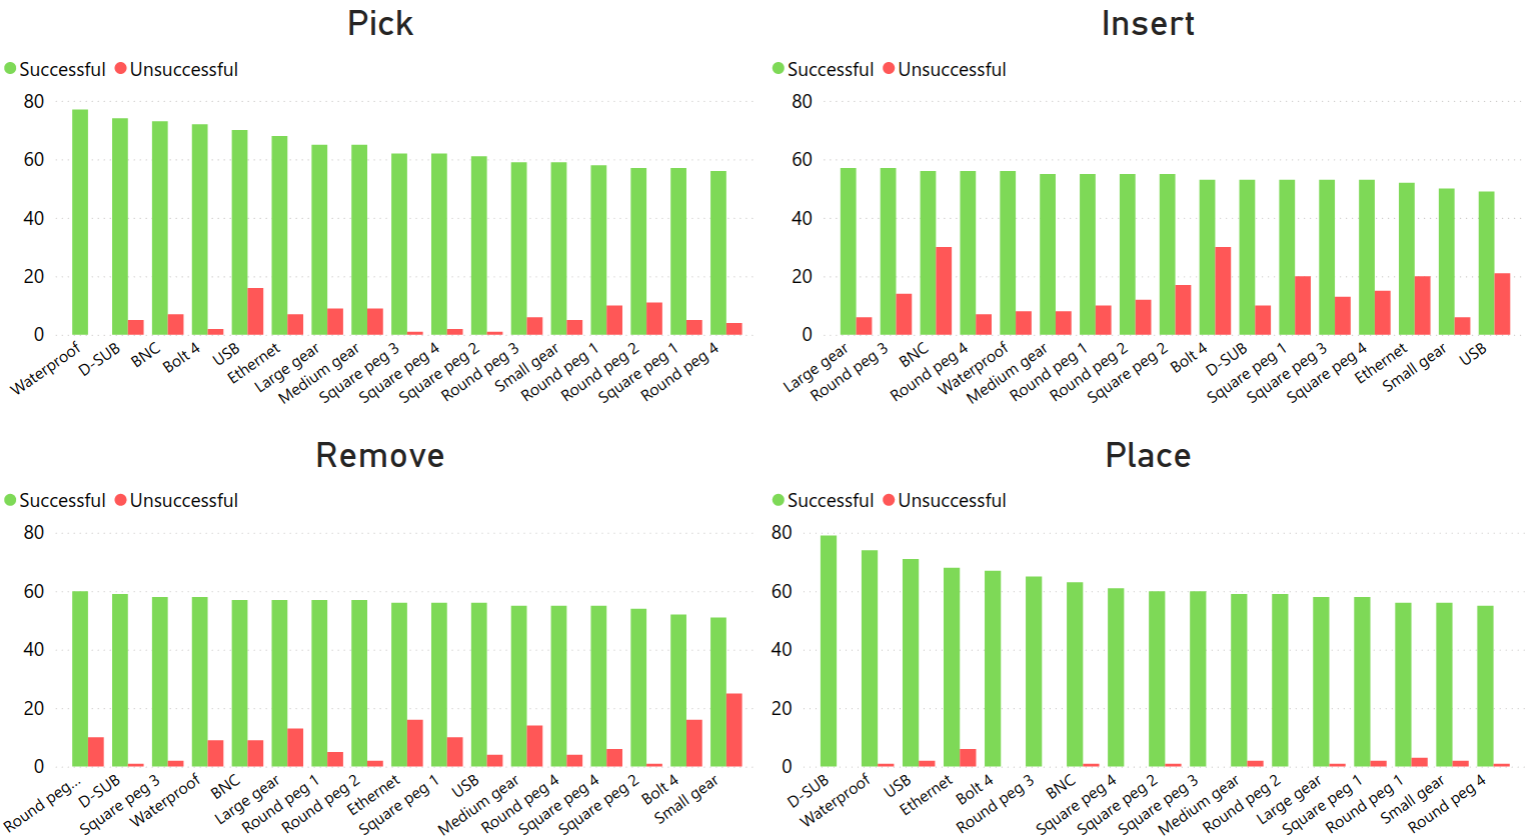 Pick
Successful Unsuccessful
80
60
40
20
0
Waterproof
D-SUB
BNC
Bolt 4
USB
Ethernet
Large gear
Medium gear
Square peg 3
Square peg 4
Square peg 2
Round peg 3
Small gear
Round peg 1
Round peg 2
Square peg 1
Round peg 4
Insert
Successful Unsuccessful
80
60
40
20
0
Large gear
Round peg 3
BNC
Round peg 4
Waterproof
Medium gear
Round peg 1
Round peg 2
Square peg 2
Bolt 4
D-SUB
Square peg 1
Square peg 3
Square peg 4
Ethernet
Small gear
USB
Remove
Successful Unsuccessful
80
60
40
20
0
Round peg...
D-SUB
Square peg 3
Waterproof
BNC
Large gear
Round peg 1
Round peg 2
Ethernet
Square peg 1
USB
Medium gear
Round peg 4
Square peg 4
Square peg 2
Bolt 4
Small gear
Place
Successful Unsuccessful
80
60
40
20
0
D-SUB
Waterproof
USB
Ethernet
Bolt 4
Round peg 3
BNC
Square peg 4
Square peg 2
Square peg 3
Medium gear
Round peg 2
Large gear
Square peg 1
Round peg 1
Small gear
Round peg 4